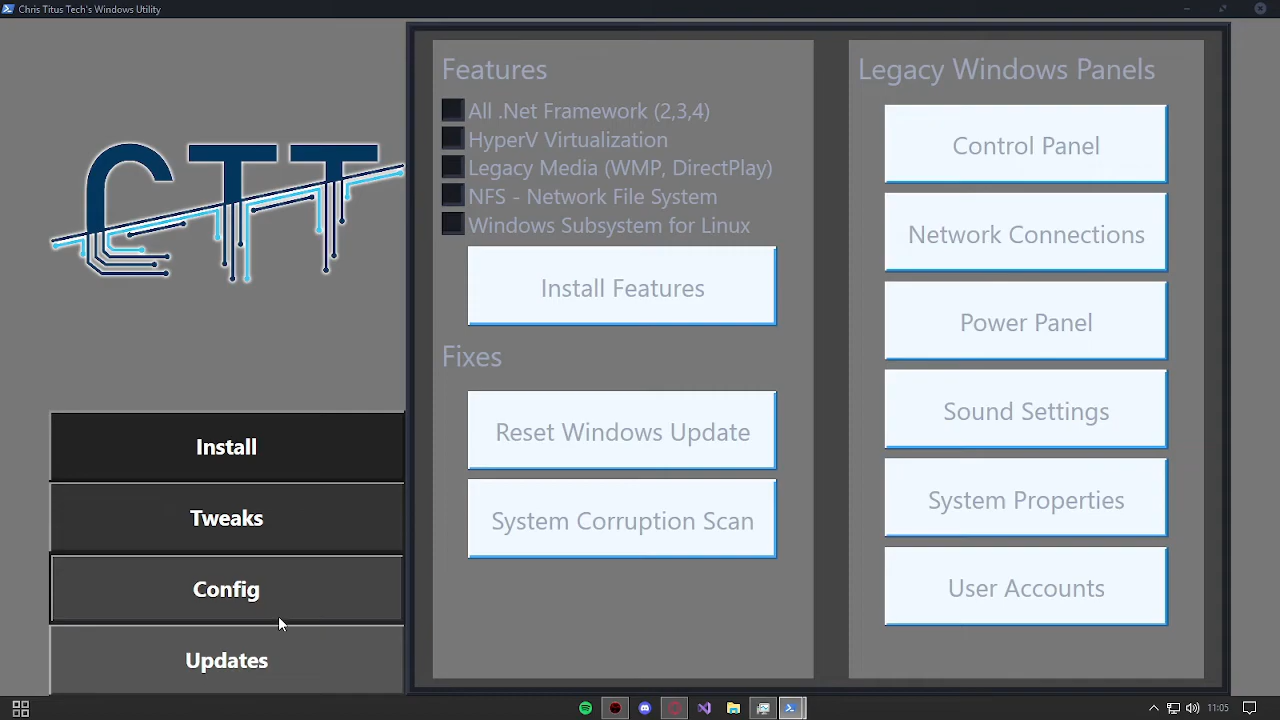 Chris Titus Tech's Windows Utility
CTT
Install
Tweaks
Config
Updates
Features
All .Net Framework (2,3,4)
HyperV Virtualization
Legacy Media (WMP, DirectPlay)
NFS - Network File System
Windows Subsystem for Linux
Install Features
Fixes
Reset Windows Update
System Corruption Scan
Legacy Windows Panels
Control Panel
Network Connections
Power Panel
Sound Settings
System Properties
User Accounts
11:05